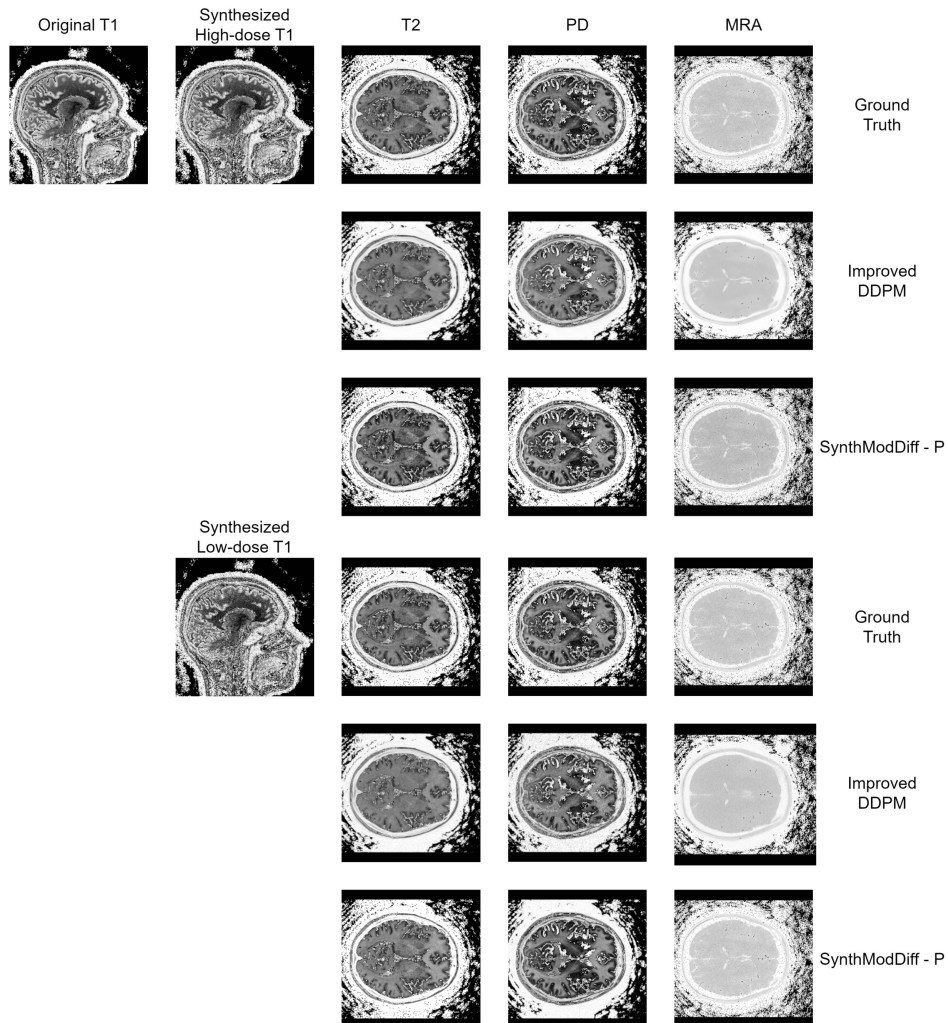 Original T1
Synthesized
High-dose T1
T2
PD
MRA
Ground
Truth
Improved
DDPM
SynthModDiff - P
Synthesized
Low-dose T1
Ground
Truth
Improved
DDPM
SynthModDiff - P